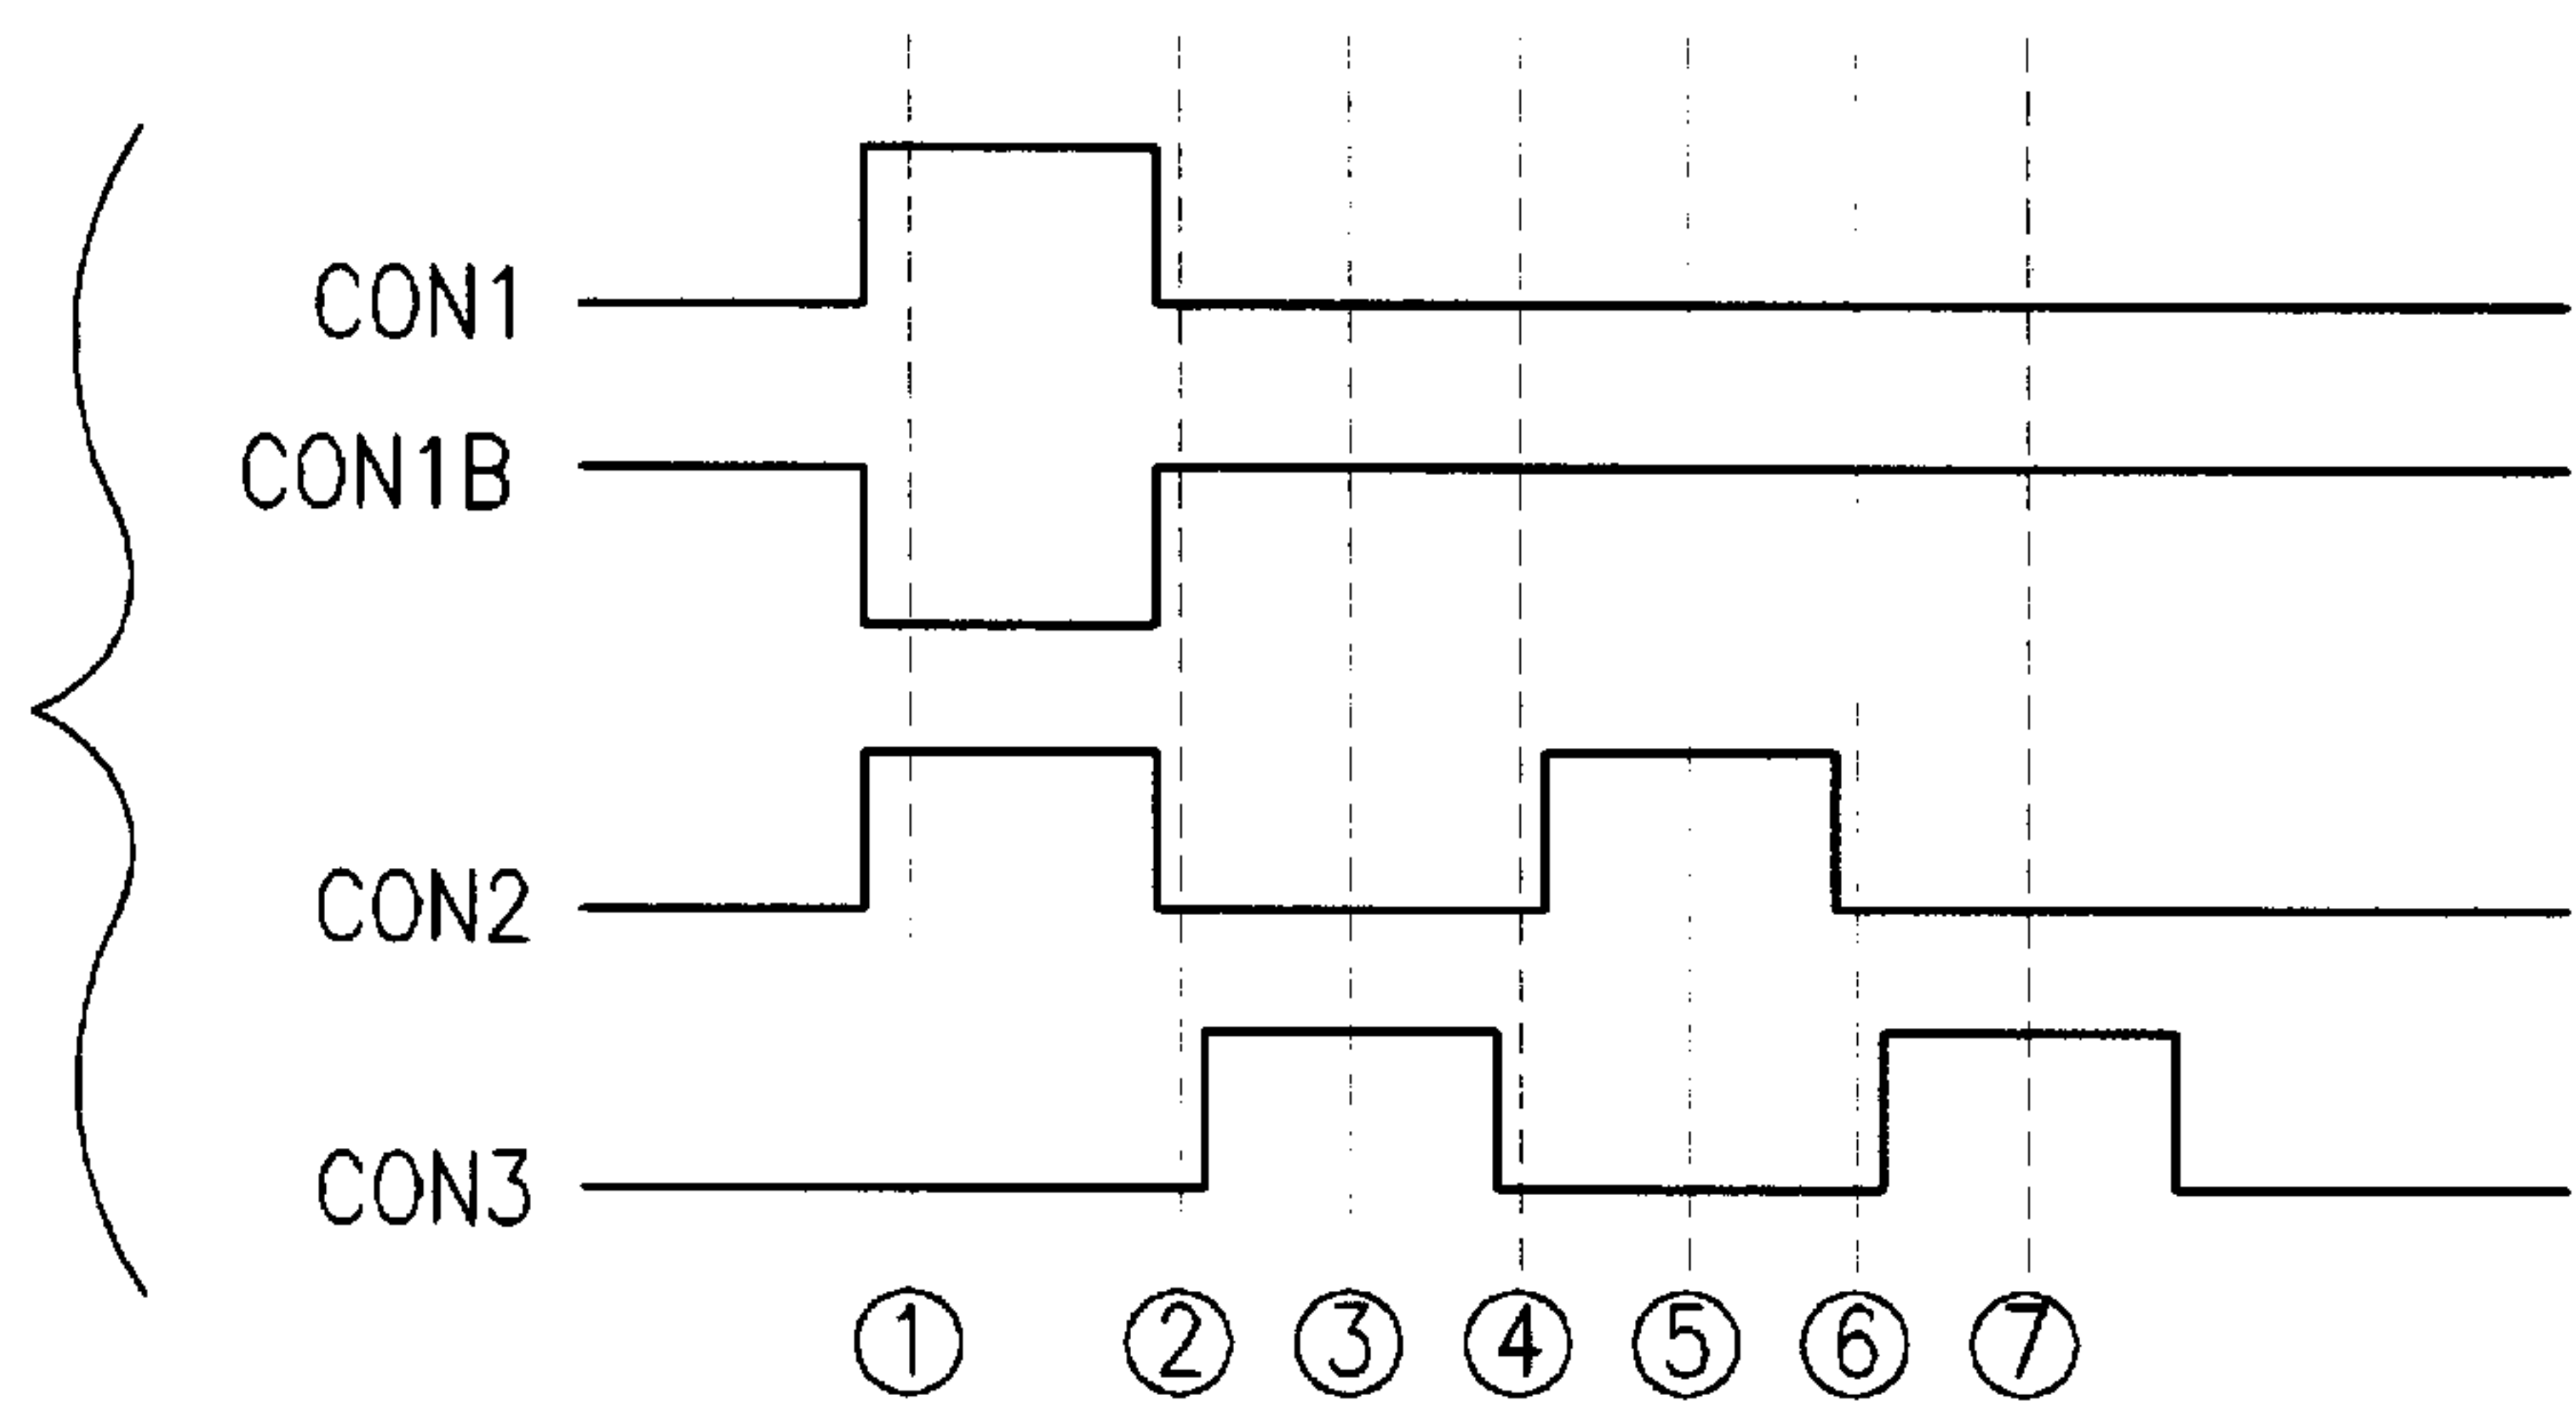 CON1
CON1B
CON2
CON3
① ② ③ ④ ⑤ ⑥ ⑦